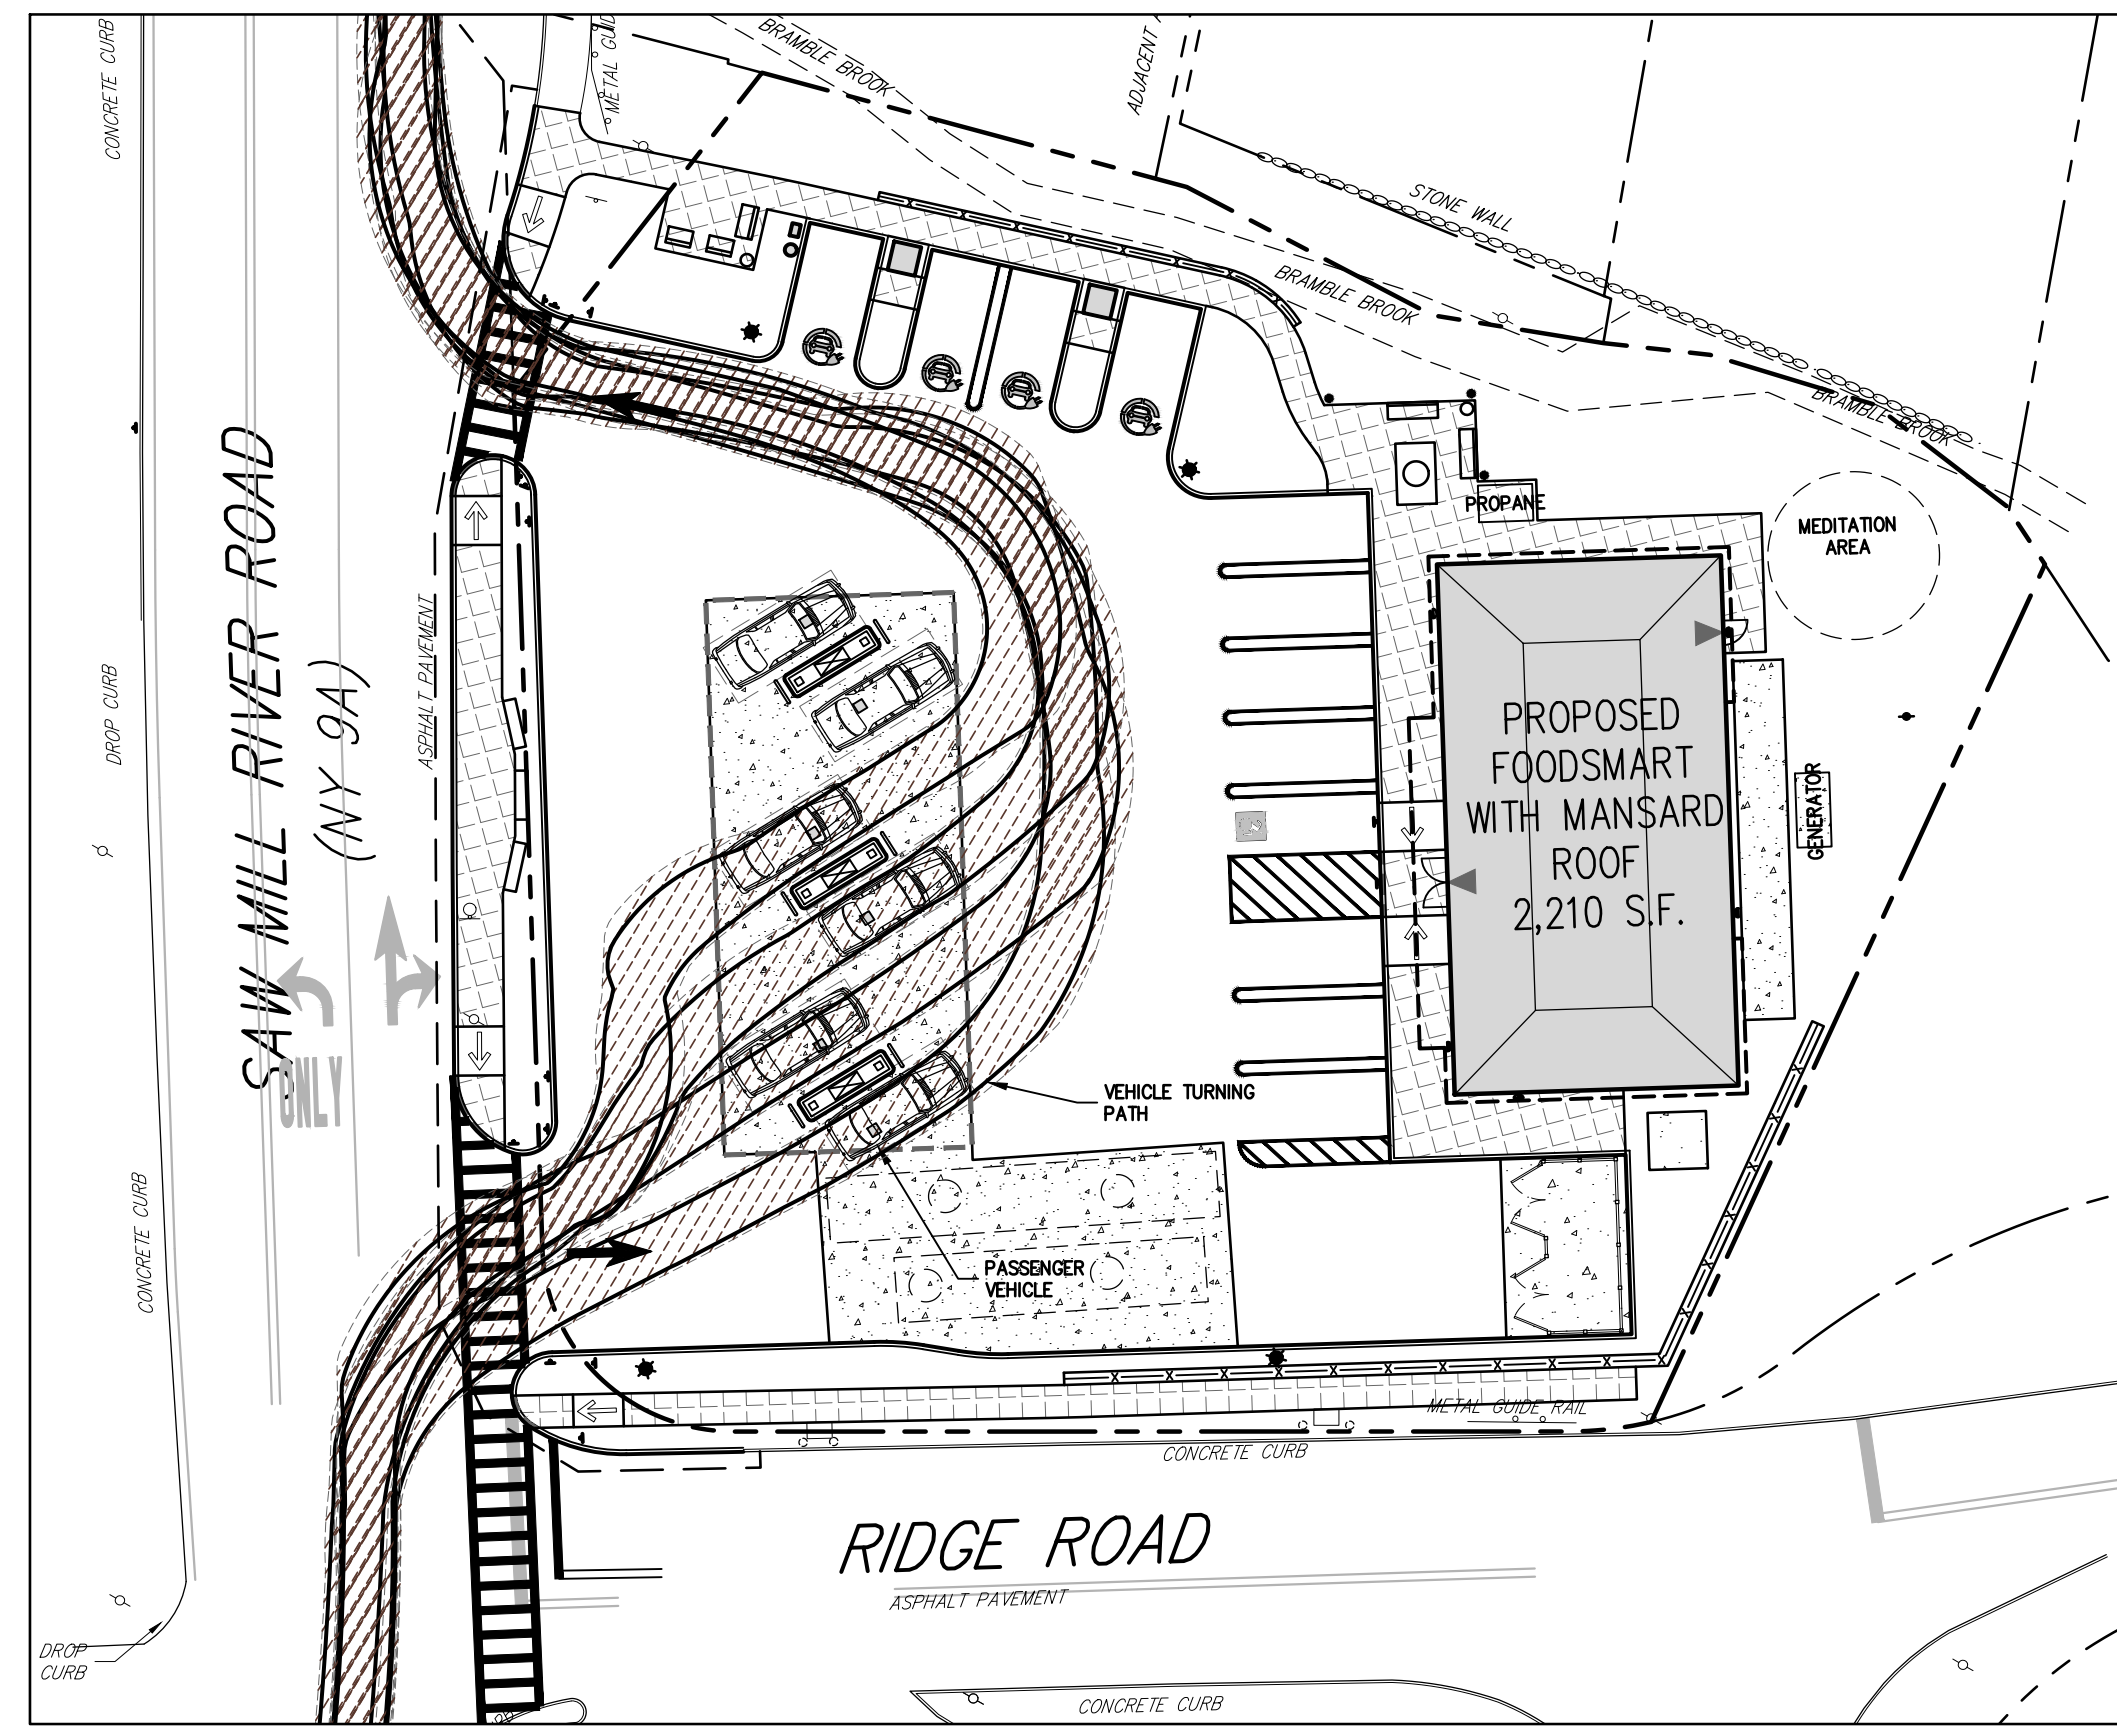 CONCRETE CURB
METAL GUID
BRAMBLE BROOK
ADJACENT
STONE WALL
BRAMBLE BROOK
BRAMBLE BROOK
PROPANE
MEDITATION
AREA
SAW MILL RIVER ROAD
(NY 9A)
ASPHALT PAVEMENT
DROP CURB
PROPOSED
FOODSMART
WITH MANSARD
ROOF
2,210 S.F.
GENERATOR
ONLY
VEHICLE TURNING
PATH
CONCRETE CURB
PASSENGER
VEHICLE
METAL GUIDE RAIL
CONCRETE CURB
RIDGE ROAD
ASPHALT PAVEMENT
DROP
CURB
CONCRETE CURB